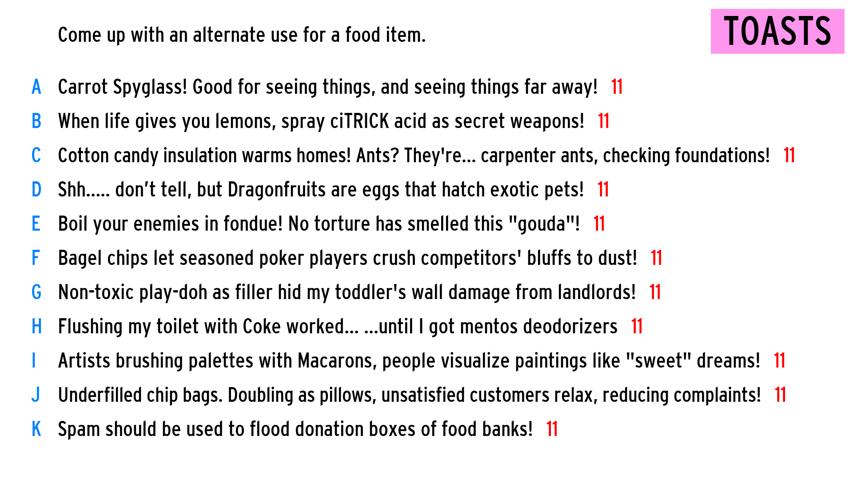 Come up with an alternate use for a food item.
TOASTS
A Carrot Spyglass! Good for seeing things, and seeing things far away! 11
B When life gives you lemons, spray ciTRICK acid as secret weapons! 11
C Cotton candy insulation warms homes! Ants? They're... carpenter ants, checking foundations! 11
D Shh..... don't tell, but Dragonfruits are eggs that hatch exotic pets! 11
E Boil your enemies in fondue! No torture has smelled this "gouda"! 11
F Bagel chips let seasoned poker players crush competitors' bluffs to dust! 11
G Non-toxic play-doh as filler hid my toddler's wall damage from landlords! 11
H Flushing my toilet with Coke worked... ...until I got mentos deodorizers 11
I Artists brushing palettes with Macarons, people visualize paintings like "sweet" dreams! 11
J Underfilled chip bags. Doubling as pillows, unsatisfied customers relax, reducing complaints! 11
K Spam should be used to flood donation boxes of food banks! 11